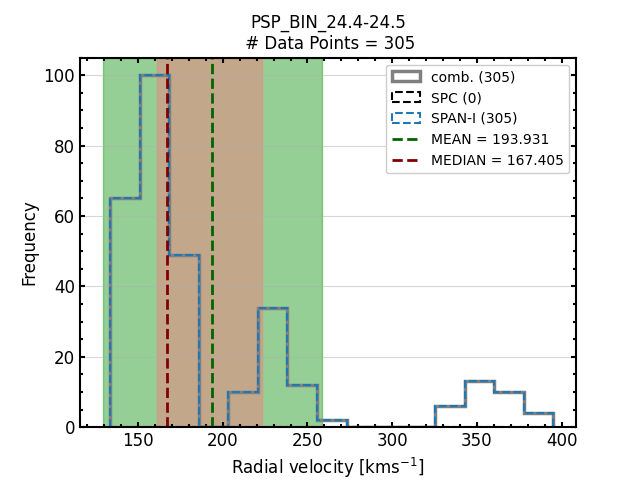 PSP_BIN_24.4-24.5
# Data Points = 305
100
80
60
40
20
0
Frequency
comb. (305)
SPC (0)
SPAN-I (305)
MEAN = 193.931
MEDIAN = 167.405
150 200 250 300 350 400
Radial velocity [kms⁻¹]